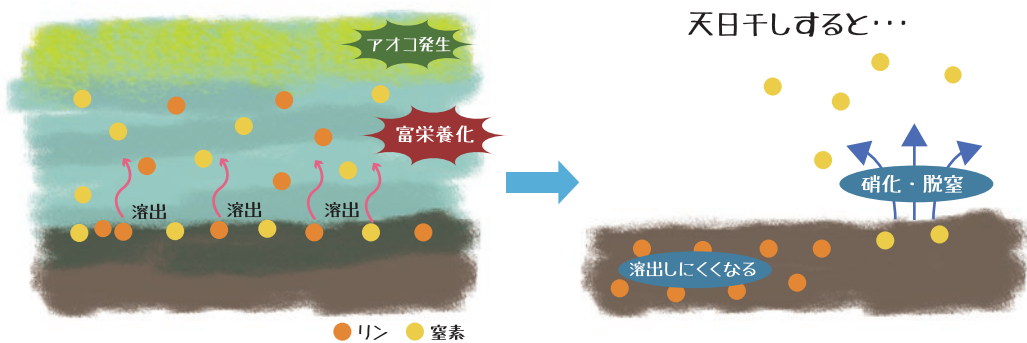 アオコ発生
富栄養化
溶出
溶出
溶出
リン
窒素
天日干しすると･･･
硝化・脱窒
溶出しにくくなる